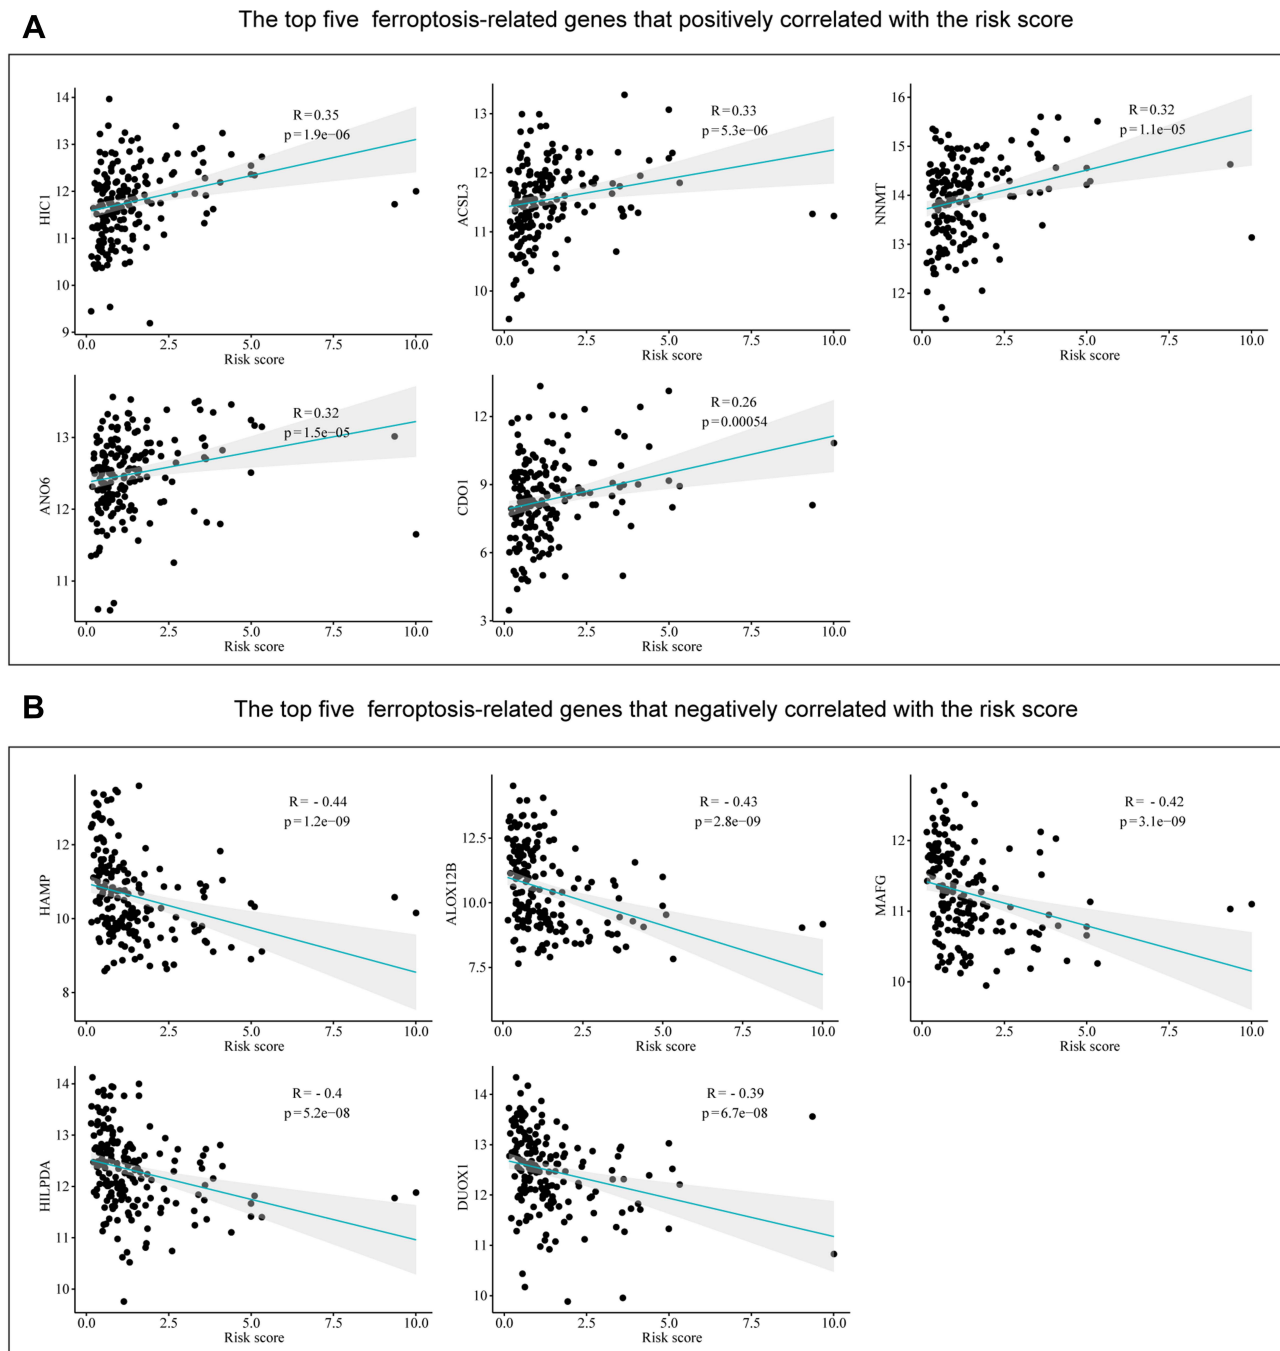 A
The top five ferroptosis-related genes that positively correlated with the risk score
HIC1
14
13
12
11
10
9
R=0.35
p=1.9e−06
0.0 2.5 5.0 7.5 10.0
Risk score
ACSL3
13
12
11
10
R=0.33
p=5.3e−06
0.0 2.5 5.0 7.5 10.0
Risk score
NNMT
16
15
14
13
12
R=0.32
p=1.1e−05
0.0 2.5 5.0 7.5 10.0
Risk score
ANO6
13
12
11
R=0.32
p=1.5e−05
0.0 2.5 5.0 7.5 10.0
Risk score
CDO1
12
9
6
3
R=0.26
p=0.00054
0.0 2.5 5.0 7.5 10.0
Risk score
B
The top five ferroptosis-related genes that negatively correlated with the risk score
HAMP
12
10
8
R= - 0.44
p=1.2e−09
0.0 2.5 5.0 7.5 10.0
Risk score
ALOX12B
12.5
10.0
7.5
R= - 0.43
p=2.8e−09
0.0 2.5 5.0 7.5 10.0
Risk score
MAFG
12
11
10
R= - 0.42
p=3.1e−09
0.0 2.5 5.0 7.5 10.0
Risk score
HILPDA
14
13
12
11
10
R= - 0.4
p=5.2e−08
0.0 2.5 5.0 7.5 10.0
Risk score
DUOX1
14
13
12
11
10
R= - 0.39
p=6.7e−08
0.0 2.5 5.0 7.5 10.0
Risk score